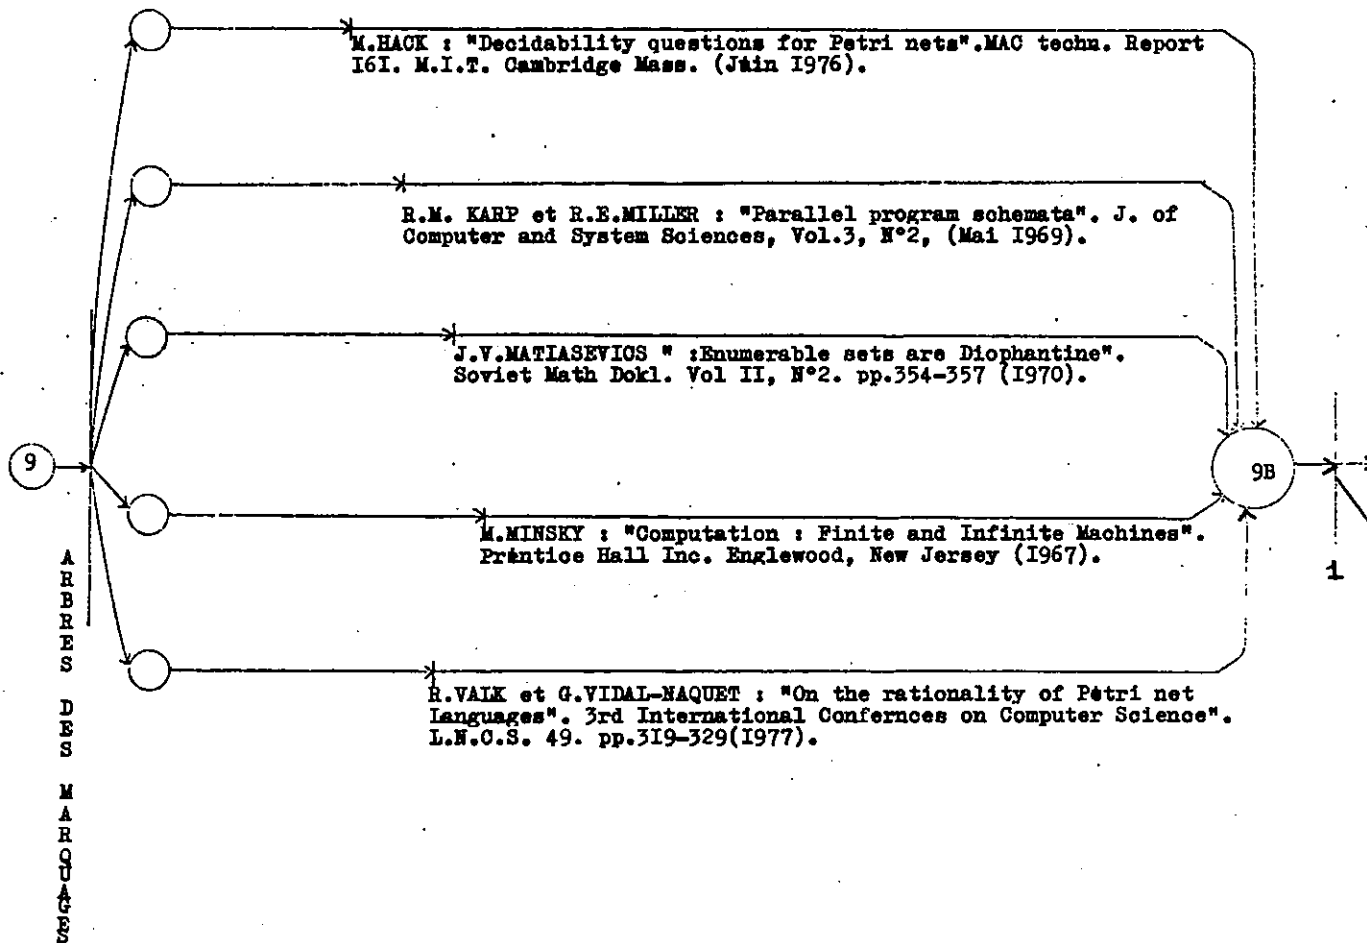 M.HACK : "Decidability questions for Petri nets".MAC techn. Report
I6I. M.I.T. Cambridge Mass. (Juin I976).
R.M. KARP et R.E.MILLER : "Parallel program schemata". J. of
Computer and System Sciences, Vol.3, N°2, (Mai I969).
J.V.MATIASEVICS " :Enumerable sets are Diophantine".
Soviet Math Dokl. Vol II, N°2. pp.354-357 (I970).
9
9B
M.MINSKY : "Computation : Finite and Infinite Machines".
Prentice Hall Inc. Englewood, New Jersey (I967).
1
R.VALK et G.VIDAL-NAQUET : "On the rationality of Petri net
Languages". 3rd International Confernces on Computer Science".
L.N.C.S. 49. pp.3I9-329(I977).
ARBRES DES MARQUAGES